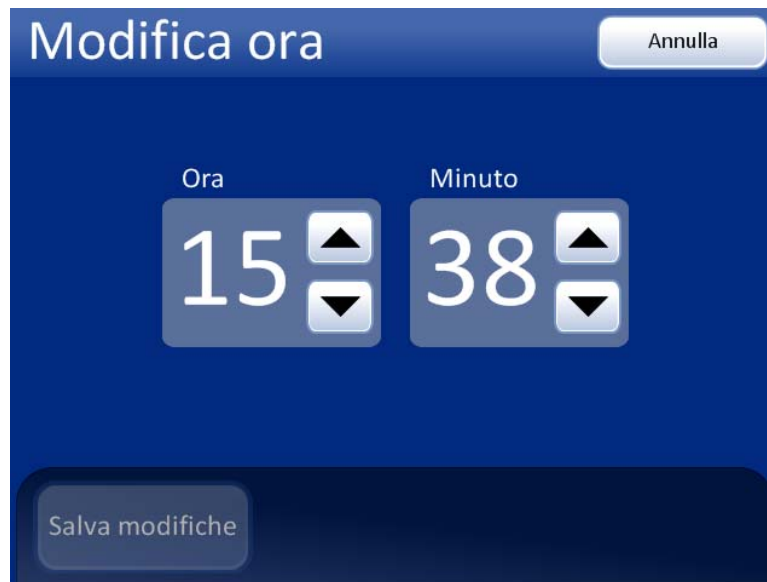 Modifica ora
Annulla
Ora
Minuto
15
38
Salva modifiche